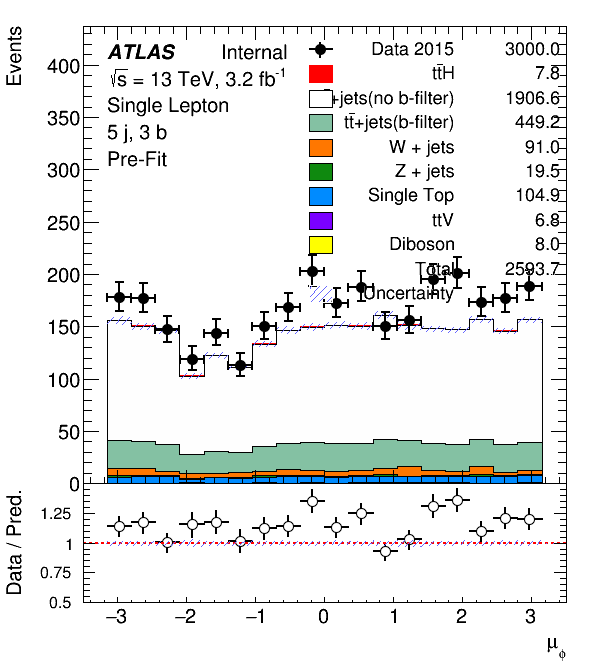 Events
ATLAS Internal
√s = 13 TeV, 3.2 fb⁻¹
Single Lepton
5 j, 3 b
Pre-Fit
Data 2015 3000.0
tt̄H 7.8
+jets(no b-filter) 1906.6
tt̄+jets(b-filter) 449.2
W + jets 91.0
Z + jets 19.5
Single Top 104.9
ttV 6.8
Diboson 8.0
Total 2593.7
Uncertainty
400
350
300
250
200
150
100
50
0
Data / Pred.
1.25
1
0.75
0.5
−3 −2 −1 0 1 2 3
μϕ